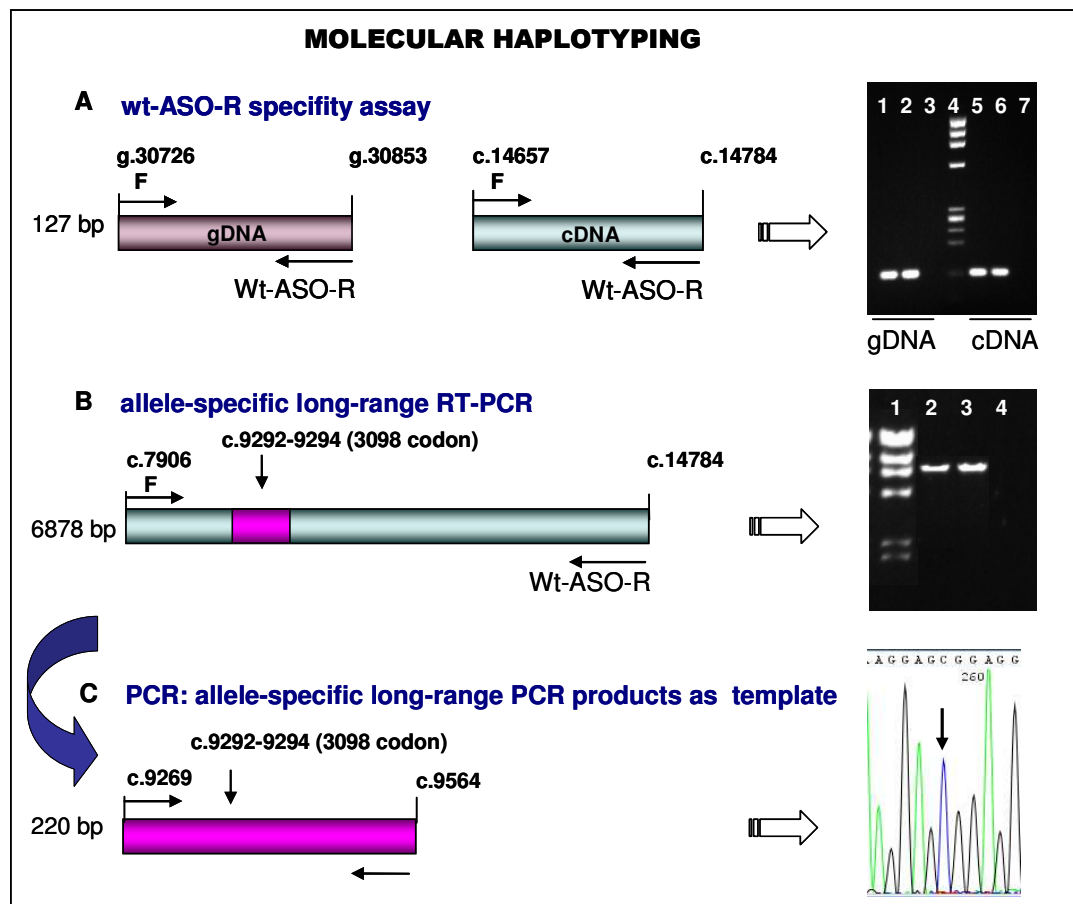 MOLECULAR HAPLOTYPING
A wt-ASO-R specifity assay
g.30726 g.30853 c.14657 c.14784
F F
127 bp gDNA cDNA
Wt-ASO-R Wt-ASO-R
1 2 3 4 5 6 7
gDNA cDNA
B allele-specific long-range RT-PCR
c.9292-9294 (3098 codon)
c.7906 c.14784
F
6878 bp
Wt-ASO-R
1 2 3 4
C PCR: allele-specific long-range PCR products as template
c.9292-9294 (3098 codon)
c.9269 c.9564
220 bp
A G G A G C G G A G G
260